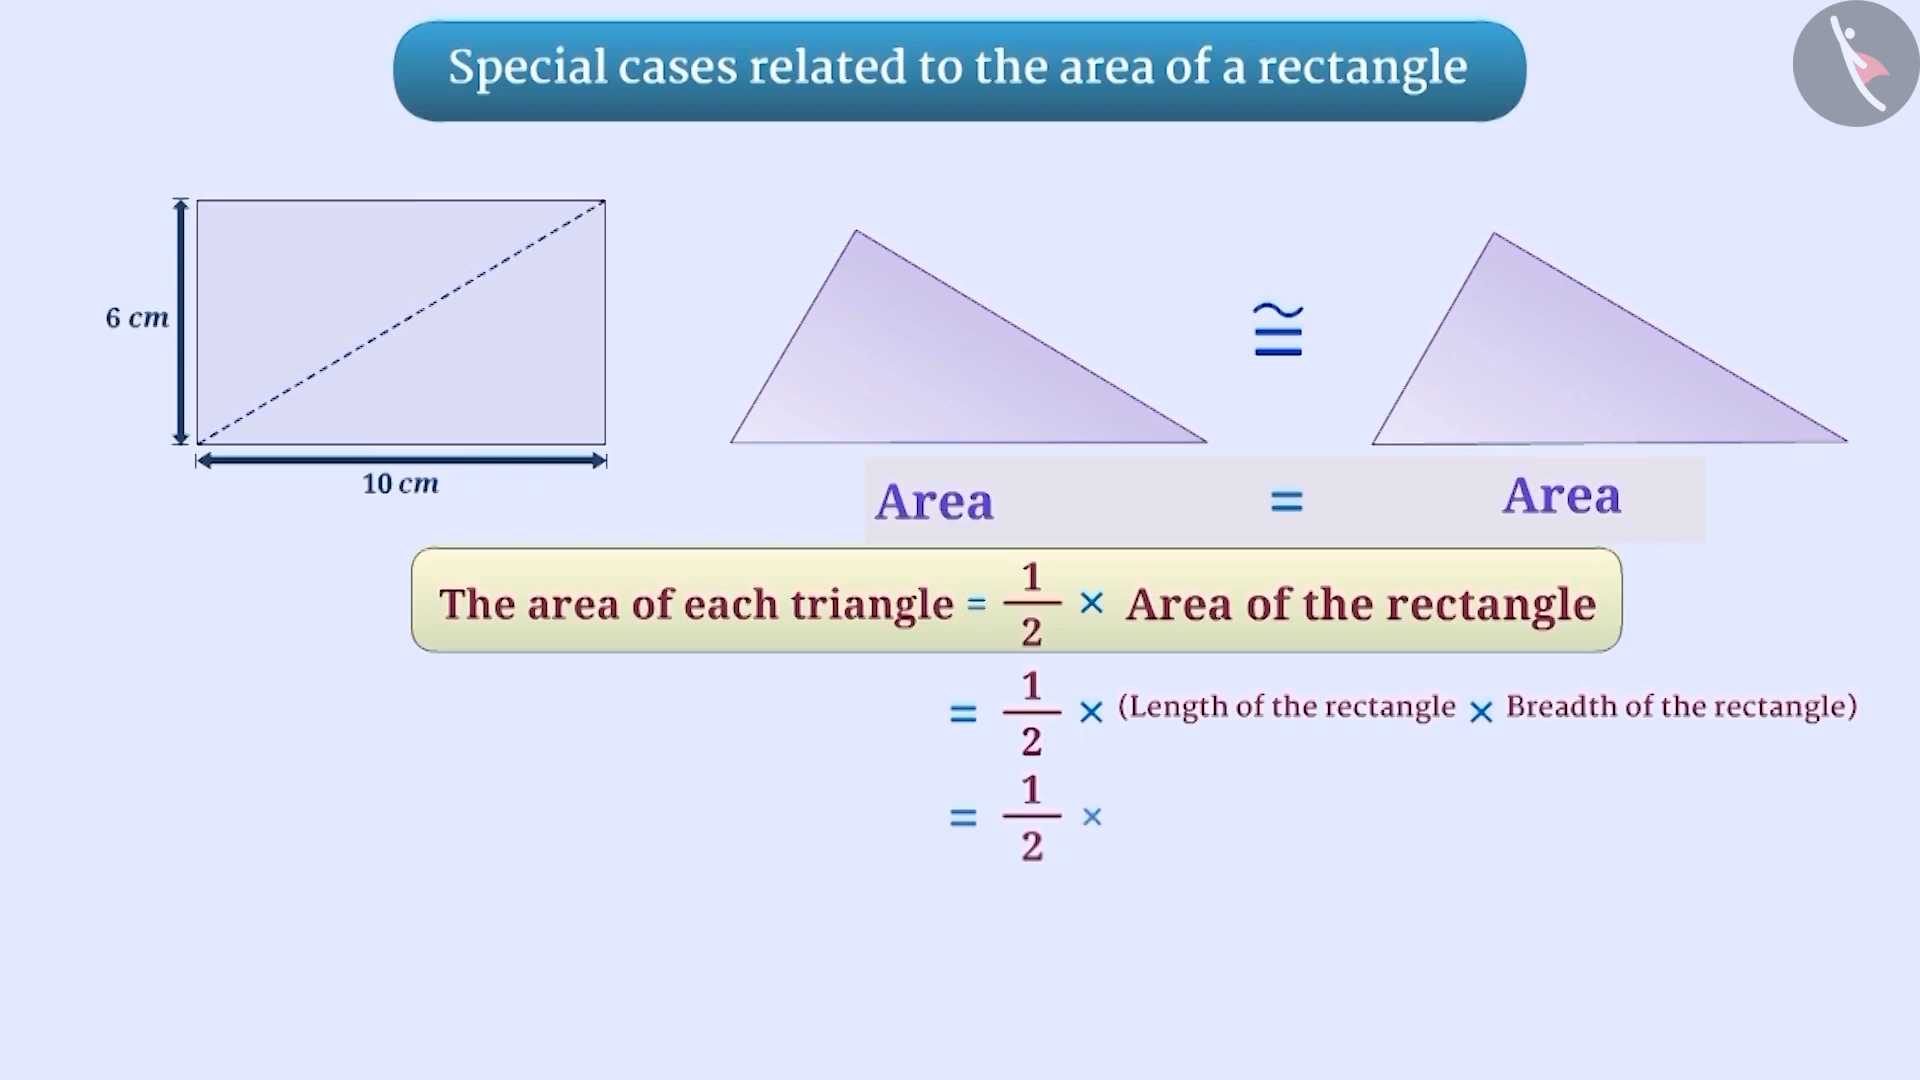 Special cases related to the area of a rectangle
6 cm
10 cm
≅
Area = Area
The area of each triangle = 1/2 × Area of the rectangle
= 1/2 × (Length of the rectangle × Breadth of the rectangle)
= 1/2 ×